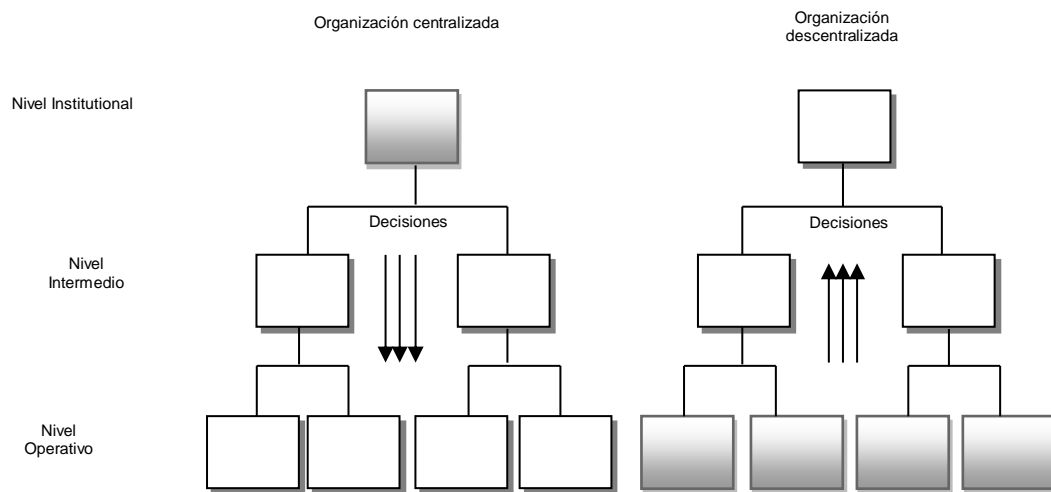 Organización centralizada
Organización
descentralizada
Nivel Institutional
Decisiones
Decisiones
Nivel
Intermedio
Nivel
Operativo